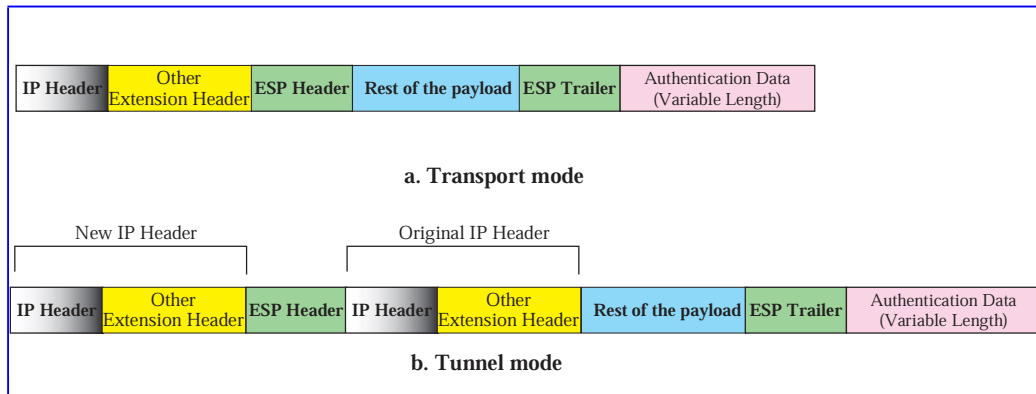 IP Header
Other
Extension Header
ESP Header
Rest of the payload
ESP Trailer
Authentication Data
(Variable Length)
a. Transport mode
New IP Header
Original IP Header
IP Header
Other
Extension Header
ESP Header
IP Header
Other
Extension Header
Rest of the payload
ESP Trailer
Authentication Data
(Variable Length)
b. Tunnel mode